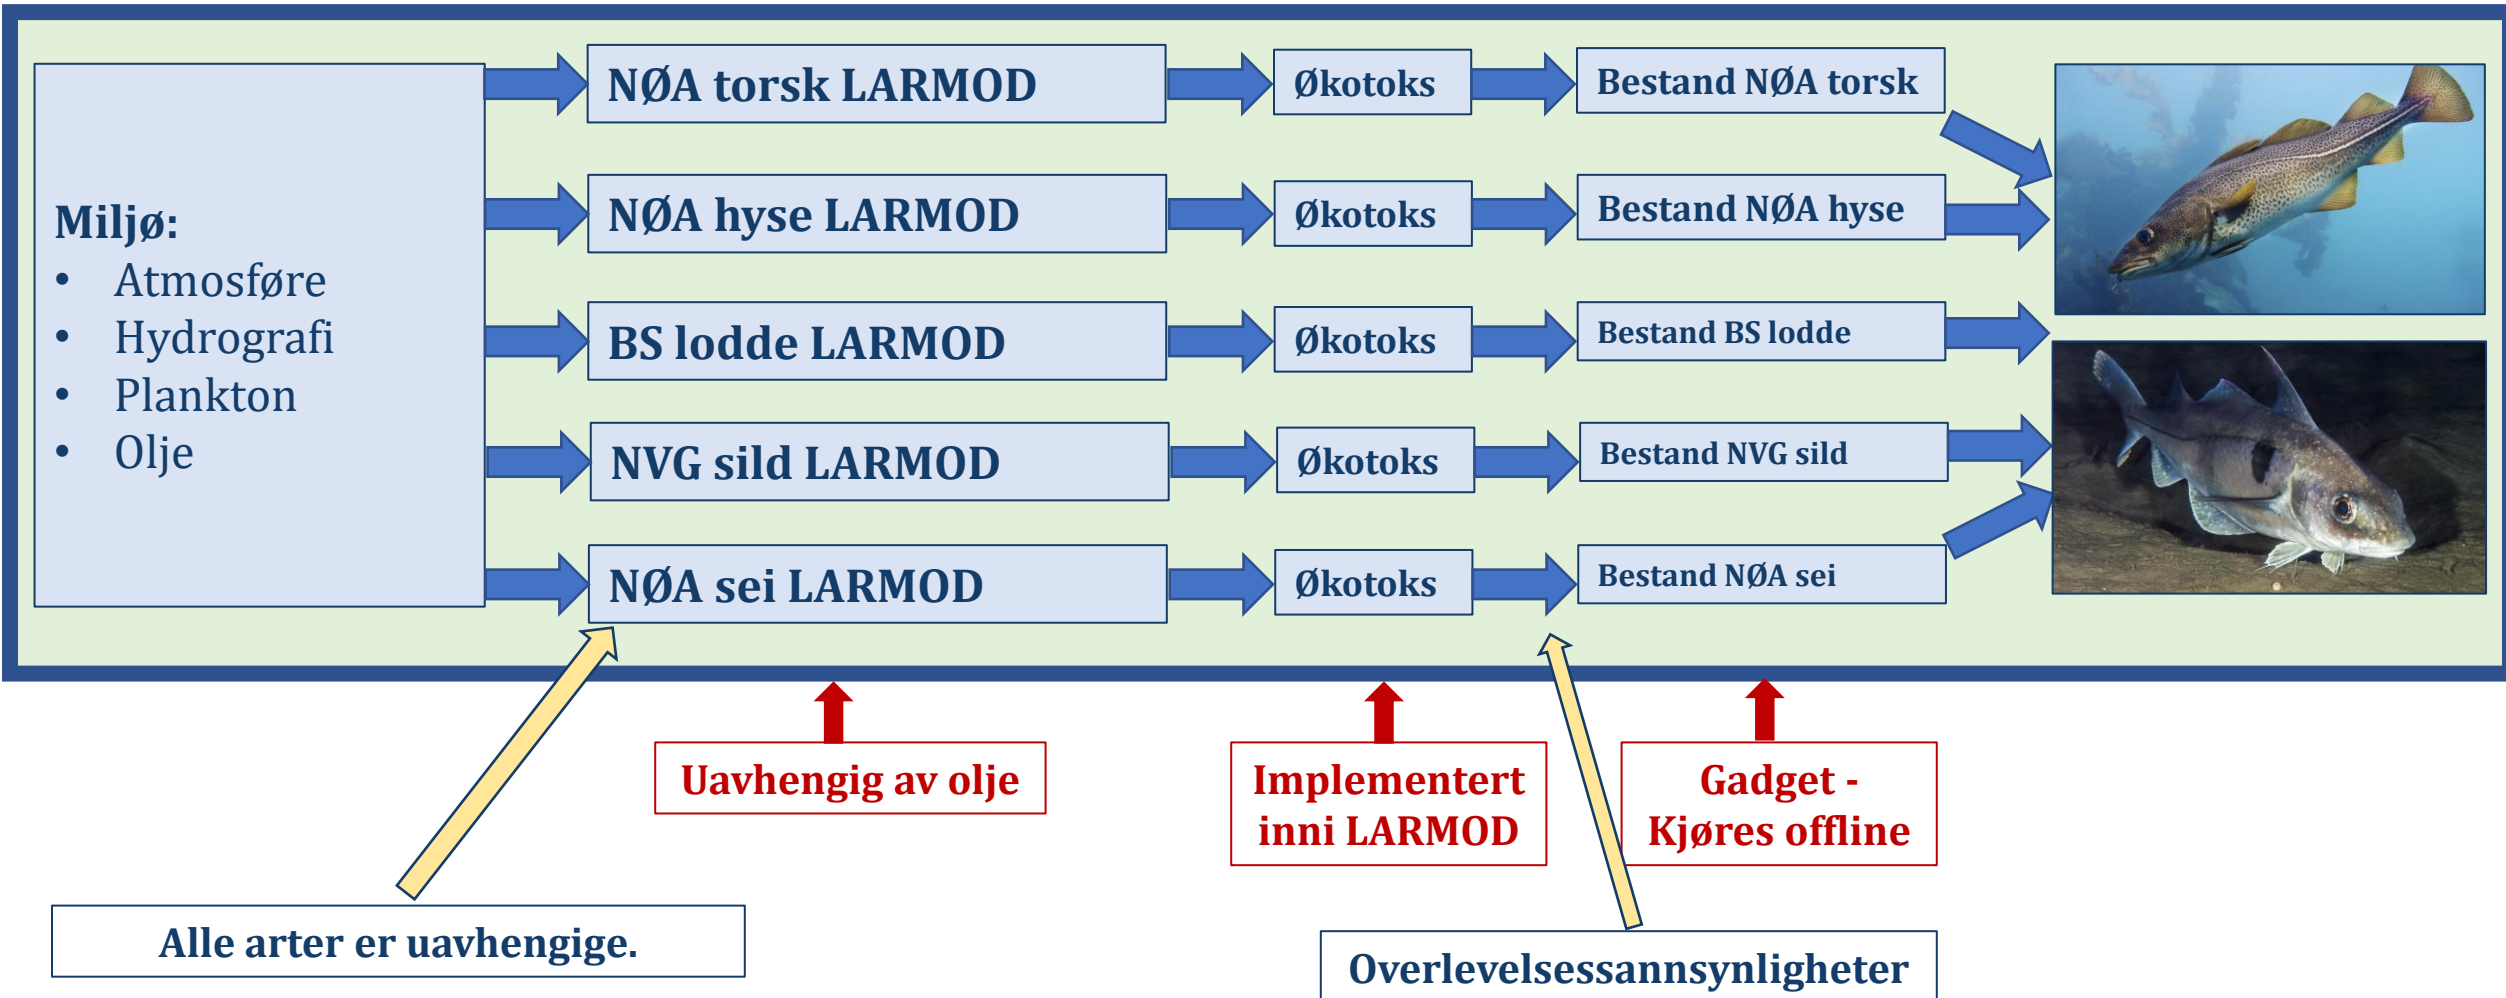 NØA torsk LARMOD
Økotoks
Bestand NØA torsk
NØA hyse LARMOD
Økotoks
Bestand NØA hyse
Miljø:
• Atmosføre
• Hydrografi
• Plankton
• Olje
BS lodde LARMOD
Økotoks
Bestand BS lodde
NVG sild LARMOD
Økotoks
Bestand NVG sild
NØA sei LARMOD
Økotoks
Bestand NØA sei
Uavhengig av olje
Implementert
inni LARMOD
Gadget -
Kjøres offline
Alle arter er uavhengige.
Overlevelsessannsynligheter